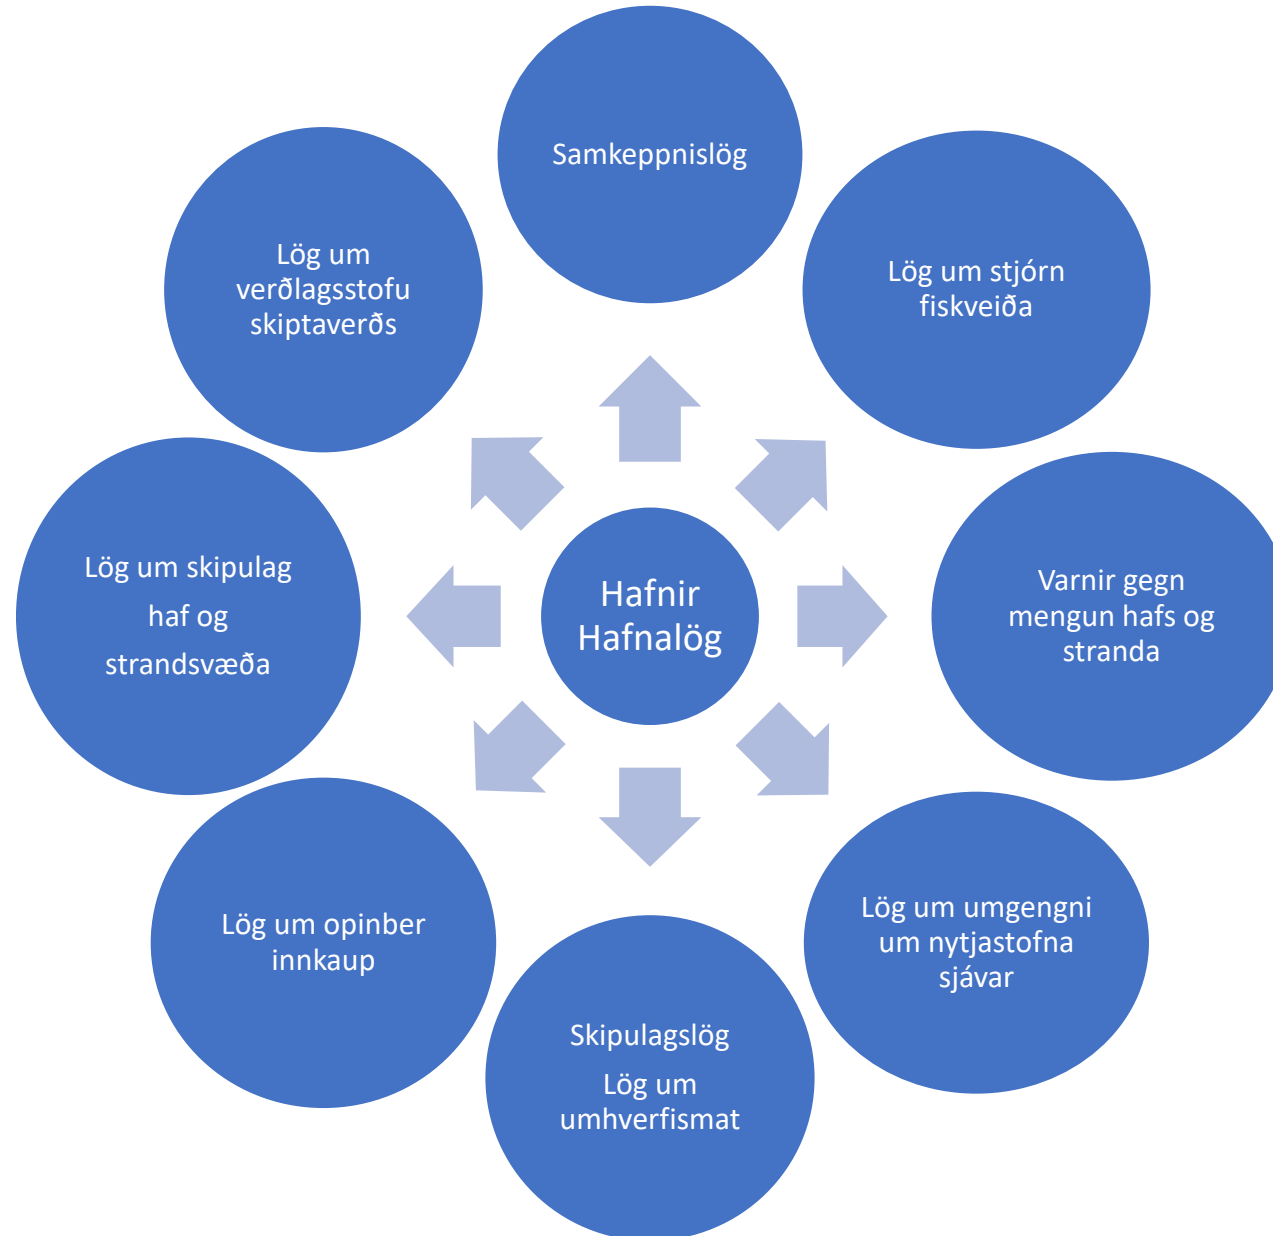 Samkeppnislög
Lög um stjórn
fiskveiða
Varnir gegn
mengun hafs og
stranda
Lög um umgengni
um nytjastofna
sjávar
Skipulagslög
Lög um
umhverfismat
Lög um opinber
innkaup
Lög um skipulag
haf og
strandsvæða
Lög um
verðlagsstofu
skiptaverðs
Hafnir
Hafnalög